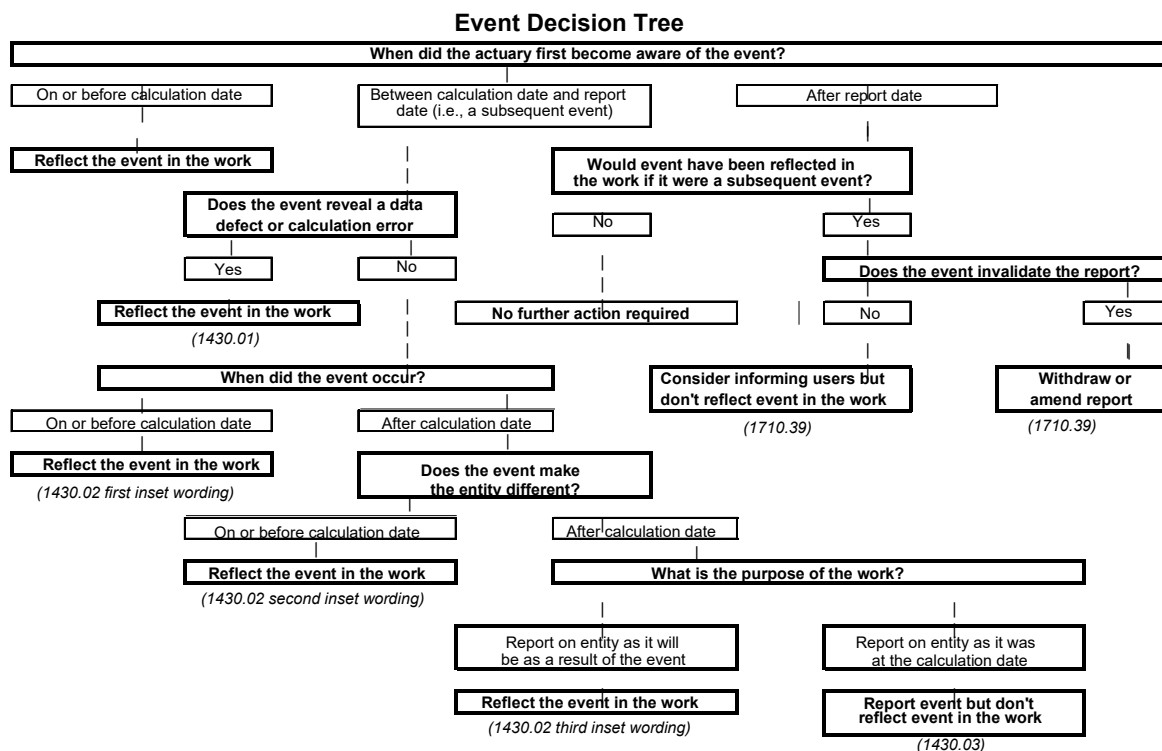 Event Decision Tree
When did the actuary first become aware of the event?
On or before calculation date
Between calculation date and report
date (i.e., a subsequent event)
After report date
Reflect the event in the work
Would event have been reflected in
the work if it were a subsequent event?
Does the event reveal a data
defect or calculation error
No
Yes
Yes
No
Does the event invalidate the report?
Reflect the event in the work
(1430.01)
No further action required
No
Yes
When did the event occur?
Consider informing users but
don't reflect event in the work
(1710.39)
Withdraw or
amend report
(1710.39)
On or before calculation date
After calculation date
Reflect the event in the work
(1430.02 first inset wording)
Does the event make
the entity different?
On or before calculation date
After calculation date
Reflect the event in the work
(1430.02 second inset wording)
What is the purpose of the work?
Report on entity as it will
be as a result of the event
Report on entity as it was
at the calculation date
Reflect the event in the work
(1430.02 third inset wording)
Report event but don't
reflect event in the work
(1430.03)